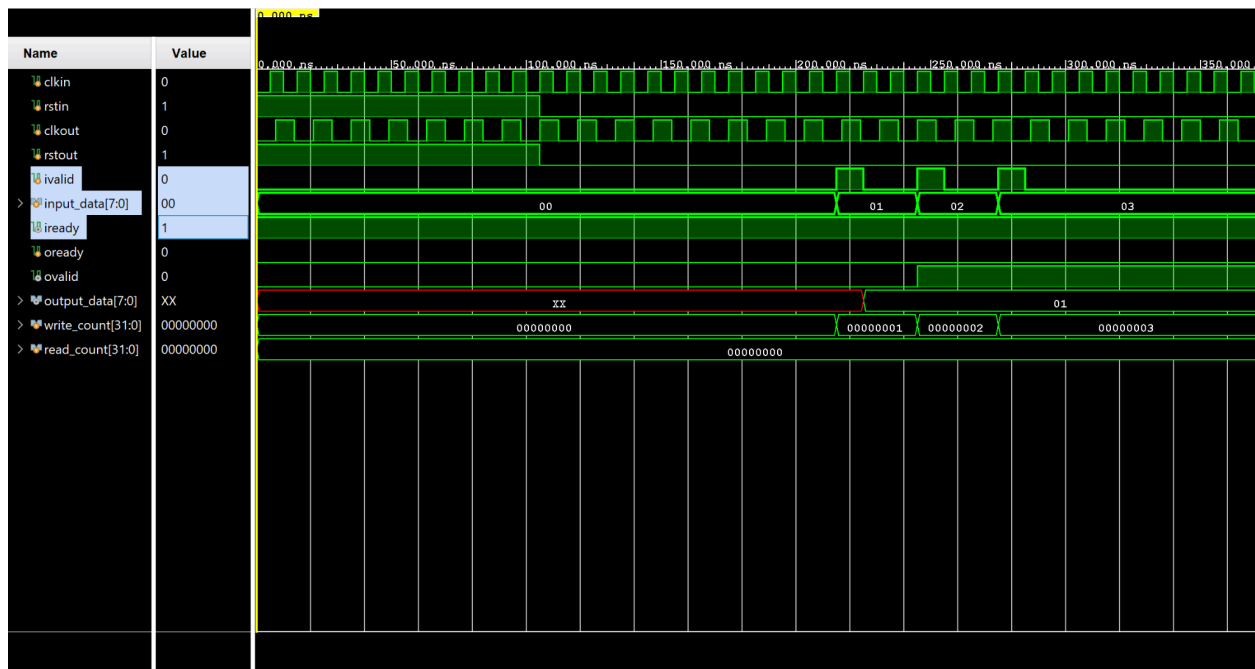 0.000 ns
Name Value
0.000 ns 50.000 ns 100.000 ns 150.000 ns 200.000 ns 250.000 ns 300.000 ns 350.000
clkin 0
rstin 1
clkout 0
rstout 1
ivalid 0
input_data[7:0] 00 00 01 02 03
iready 1
oready 0
ovalid 0
output_data[7:0] XX XX 01
write_count[31:0] 00000000 00000000 00000001 00000002 00000003
read_count[31:0] 00000000 00000000